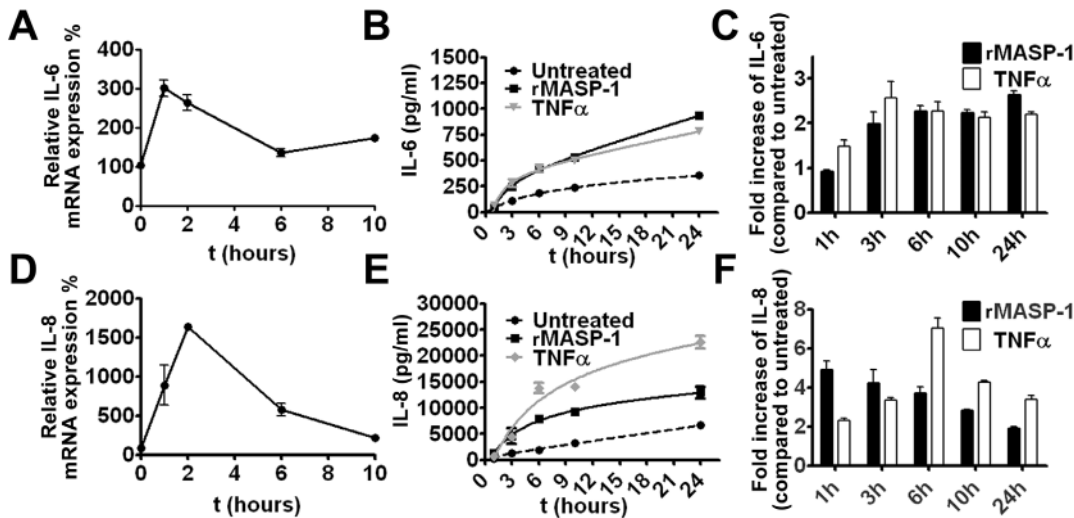 A
Relative IL-6
mRNA expression %
400
300
200
100
0
0 2 4 6 8 10
t (hours)
B
IL-6 (pg/ml)
1500
1250
1000
750
500
250
0
Untreated
rMASP-1
TNFα
0 3 6 9 12 15 18 21 24
t (hours)
C
Fold increase of IL-6
(compared to untreated)
3
2
1
0
rMASP-1
TNFα
1h 3h 6h 10h 24h
D
Relative IL-8
mRNA expression %
2000
1500
1000
500
0
0 2 4 6 8 10
t (hours)
E
IL-8 (pg/ml)
30000
25000
20000
15000
10000
5000
0
Untreated
rMASP-1
TNFα
0 3 6 9 12 15 18 21 24
t (hours)
F
Fold increase of IL-8
(compared to untreated)
8
6
4
2
0
rMASP-1
TNFα
1h 3h 6h 10h 24h